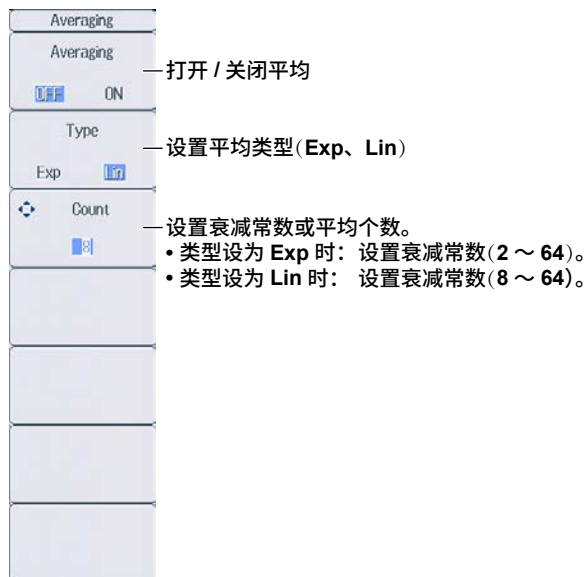 Averaging
Averaging
OFF ON
打开 / 关闭平均
Type
Exp Lin
设置平均类型(Exp、Lin)
Count
8
设置衰减常数或平均个数。
• 类型设为 Exp 时：设置衰减常数(2 ～ 64)。
• 类型设为 Lin 时： 设置衰减常数(8 ～ 64)。